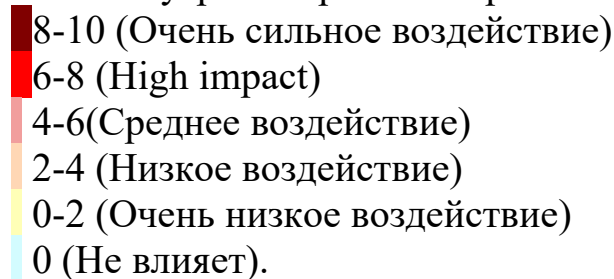 8-10 (Очень сильное воздействие)
6-8 (High impact)
4-6(Среднее воздействие)
2-4 (Низкое воздействие)
0-2 (Очень низкое воздействие)
0 (Не влияет).